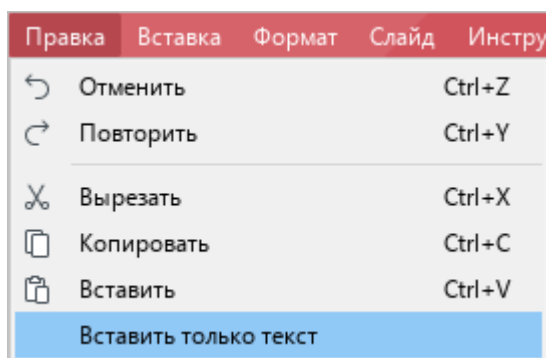 Правка Вставка Формат Слайд Инстру
Отменить Ctrl+Z
Повторить Ctrl+Y
Вырезать Ctrl+X
Копировать Ctrl+C
Вставить Ctrl+V
Вставить только текст